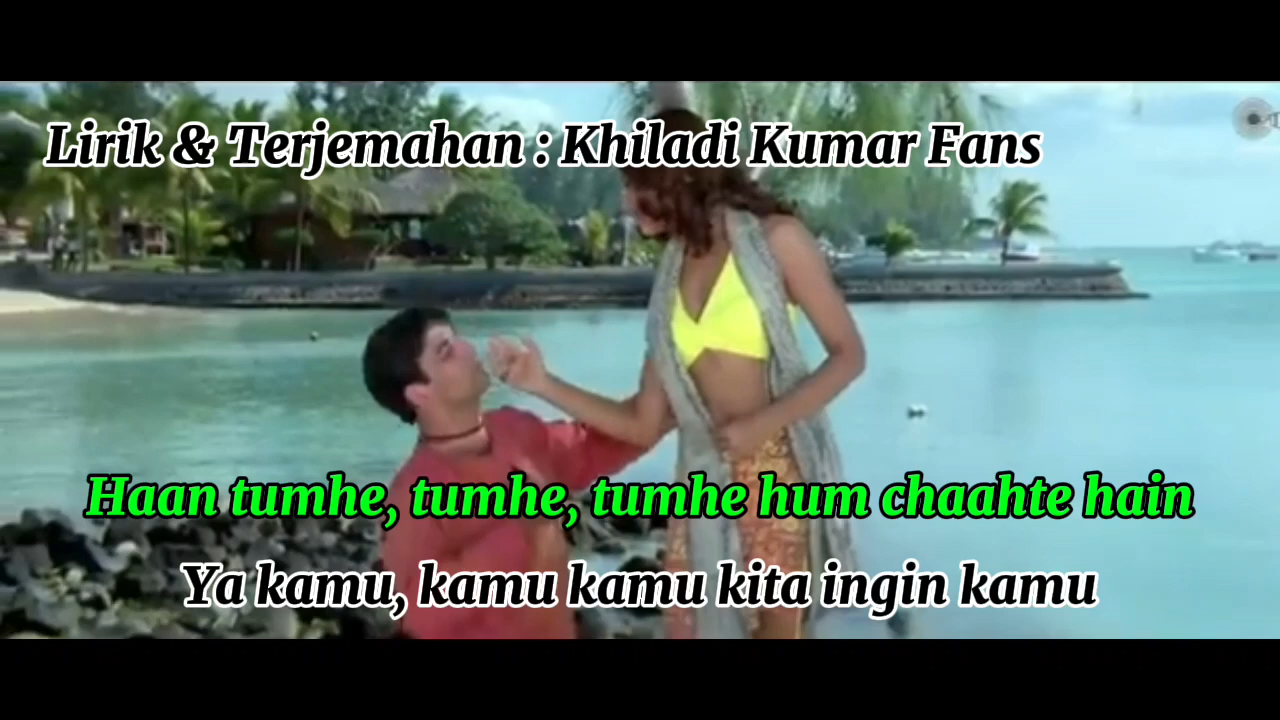 Lirik & Terjemahan : Khiladi Kumar Fans
Haan tumhe, tumhe, tumhe hum chaahte hain
Ya kamu, kamu kamu kita ingin kamu